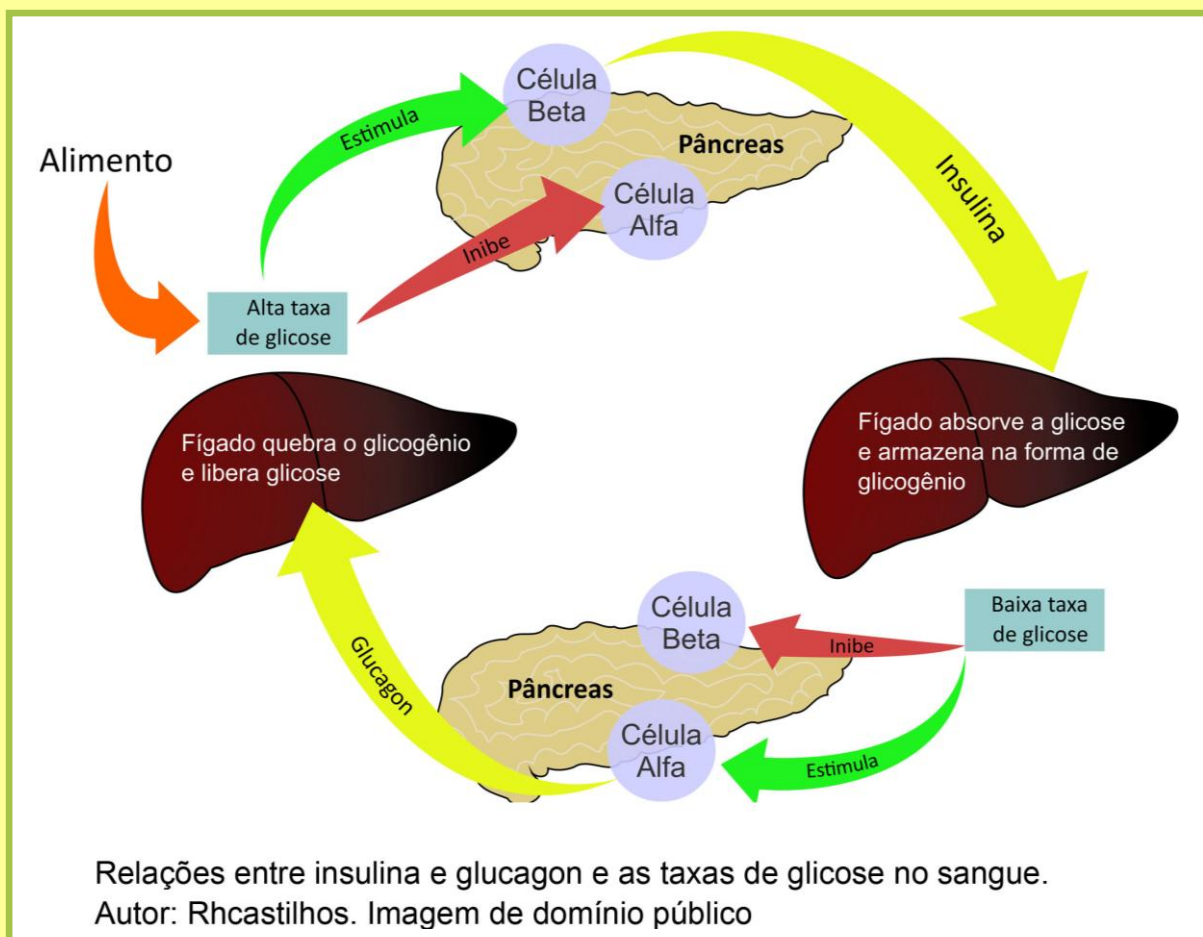 Célula
Beta
Estimula
Pâncreas
Alimento
Célula
Alfa
Inibe
Insulina
Alta taxa
de glicose
Fígado quebra o glicogênio
e libera glicose
Fígado absorve a glicose
e armazena na forma de
glicogênio
Célula
Beta
Baixa taxa
de glicose
Inibe
Glucagon
Pâncreas
Célula
Alfa
Estimula
Relações entre insulina e glucagon e as taxas de glicose no sangue.
Autor: Rhcastilhos. Imagem de domínio público